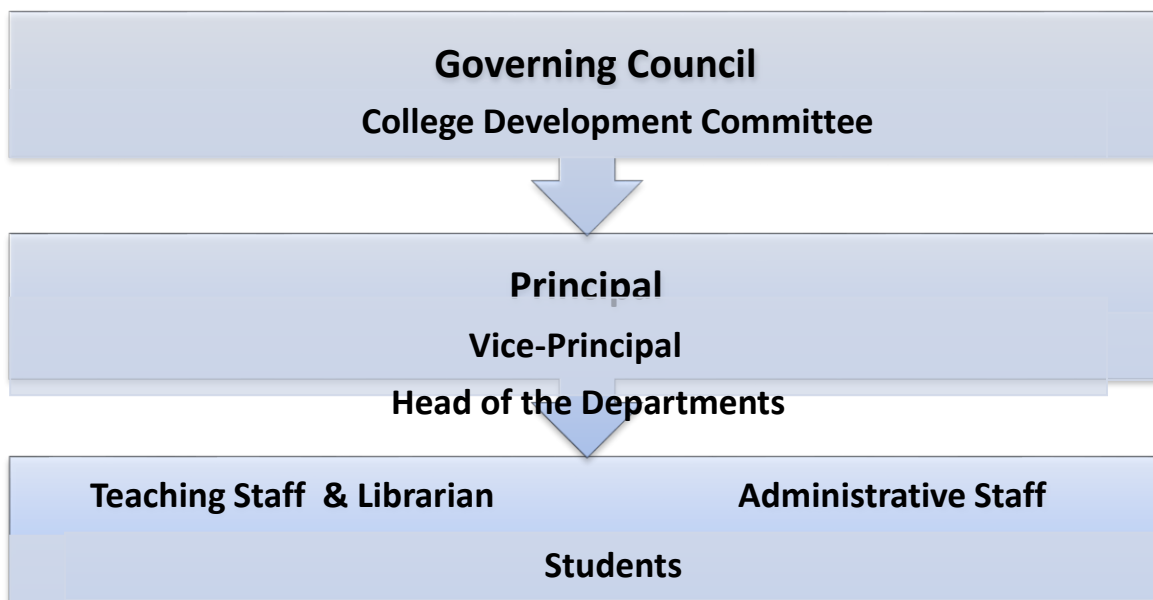 Governing Council
College Development Committee
Principal
Vice-Principal
Head of the Departments
Teaching Staff & Librarian Administrative Staff
Students